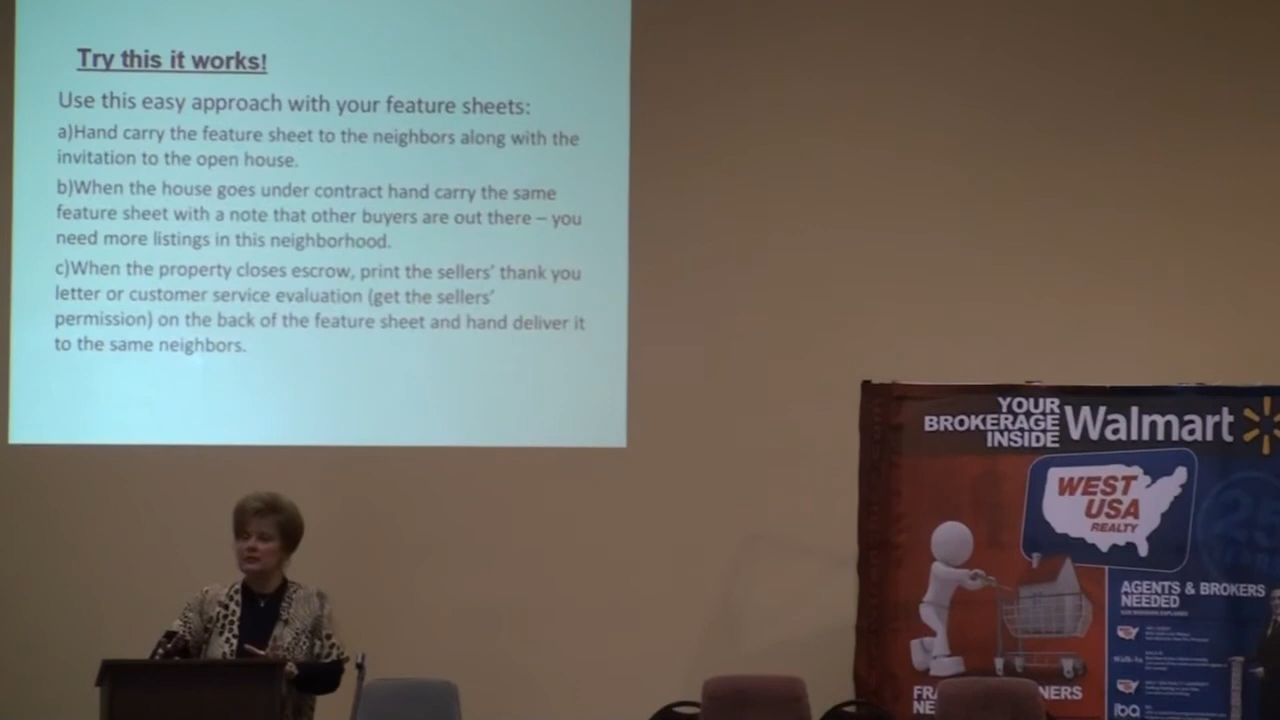 Try this it works!
Use this easy approach with your feature sheets:
a)Hand carry the feature sheet to the neighbors along with the
invitation to the open house.
b)When the house goes under contract hand carry the same
feature sheet with a note that other buyers are out there – you
need more listings in this neighborhood.
c)When the property closes escrow, print the sellers' thank you
letter or customer service evaluation (get the sellers'
permission) on the back of the feature sheet and hand deliver it
to the same neighbors.
YOUR
BROKERAGE
INSIDE
Walmart
WEST
USA
REALTY
AGENTS & BROKERS
NEEDED